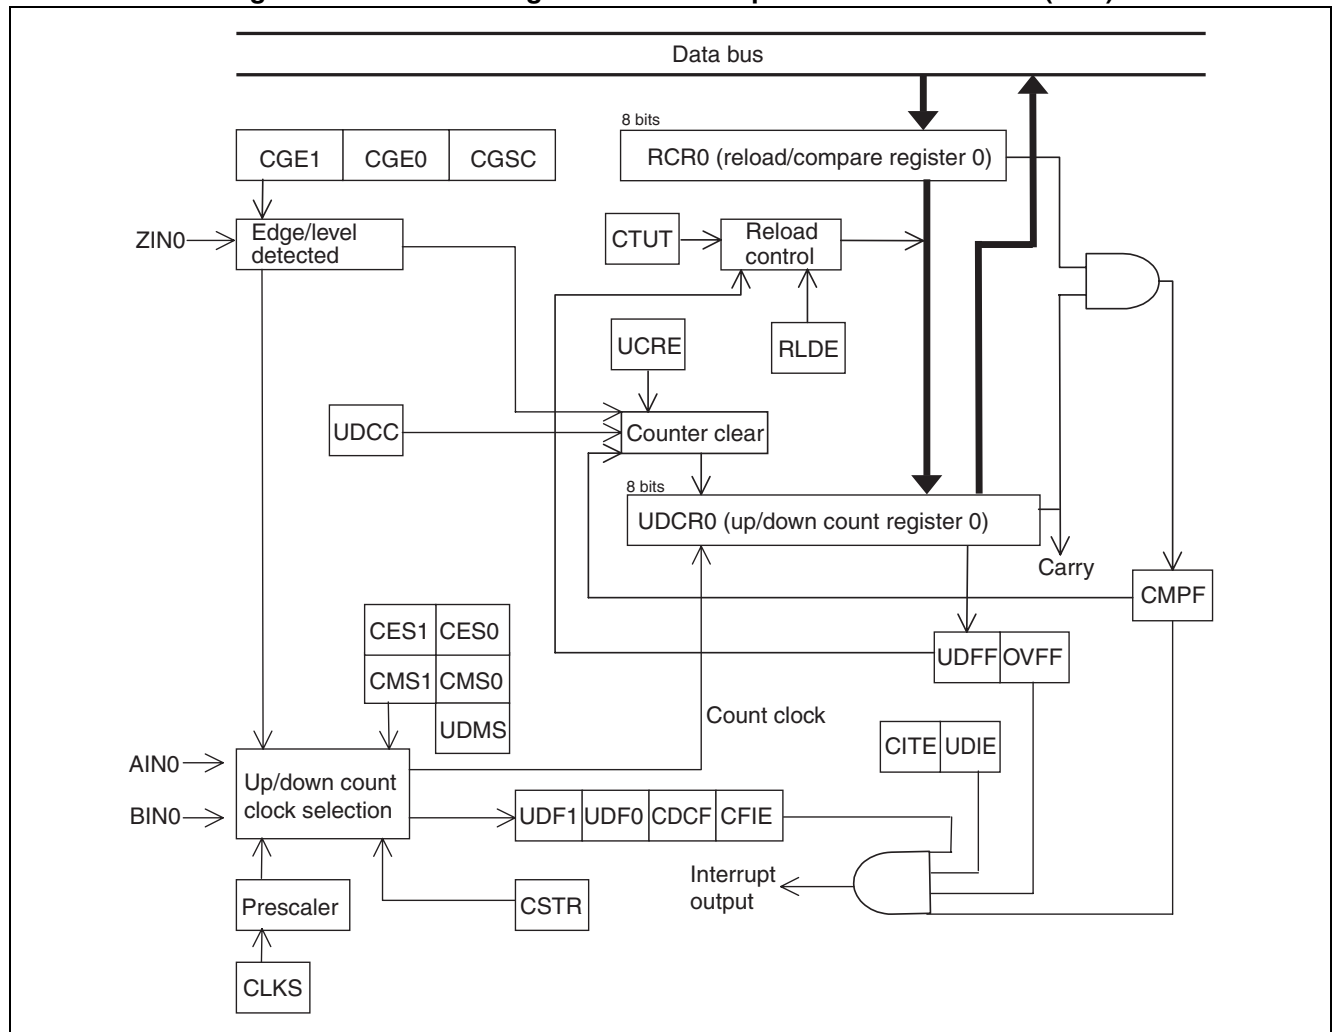 Data bus
8 bits
CGE1 CGE0 CGSC
RCR0 (reload/compare register 0)
ZIN0
Edge/level
detected
CTUT
Reload
control
UCRE
RLDE
UDCC
Counter clear
8 bits
UDCR0 (up/down count register 0)
Carry
CMPF
CES1 CES0
CMS1 CMS0
UDMS
UDFF OVFF
Count clock
CITE UDIE
AIN0
BIN0
Up/down count
clock selection
UDF1 UDF0 CDCF CFIE
Interrupt
output
Prescaler
CSTR
CLKS